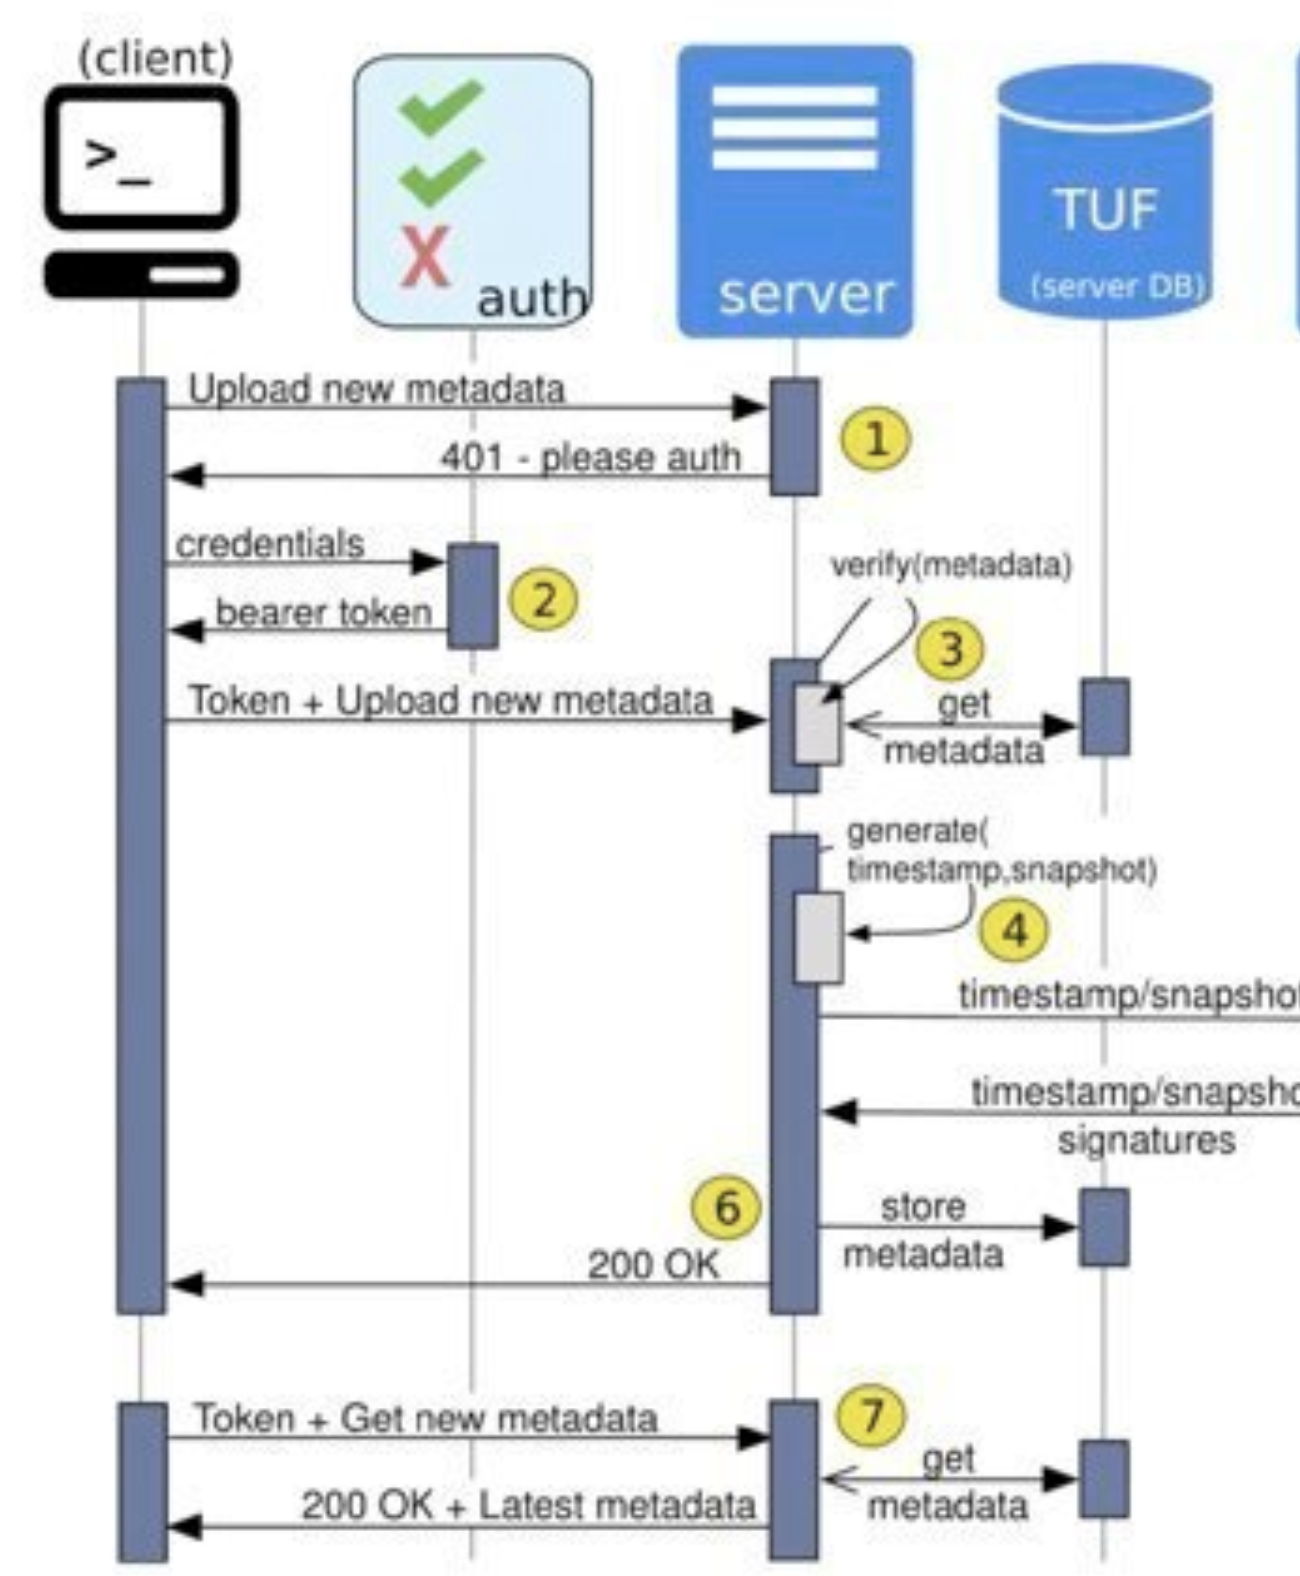 (client)
>_
X
auth
server
TUF
(server DB)
Upload new metadata
1
401 - please auth
credentials
2
bearer token
verify(metadata)
3
Token + Upload new metadata
get
metadata
generate(
timestamp,snapshot)
4
timestamp/snapshot
timestamp/snapsho
signatures
6
store
metadata
200 OK
Token + Get new metadata
7
get
metadata
200 OK + Latest metadata